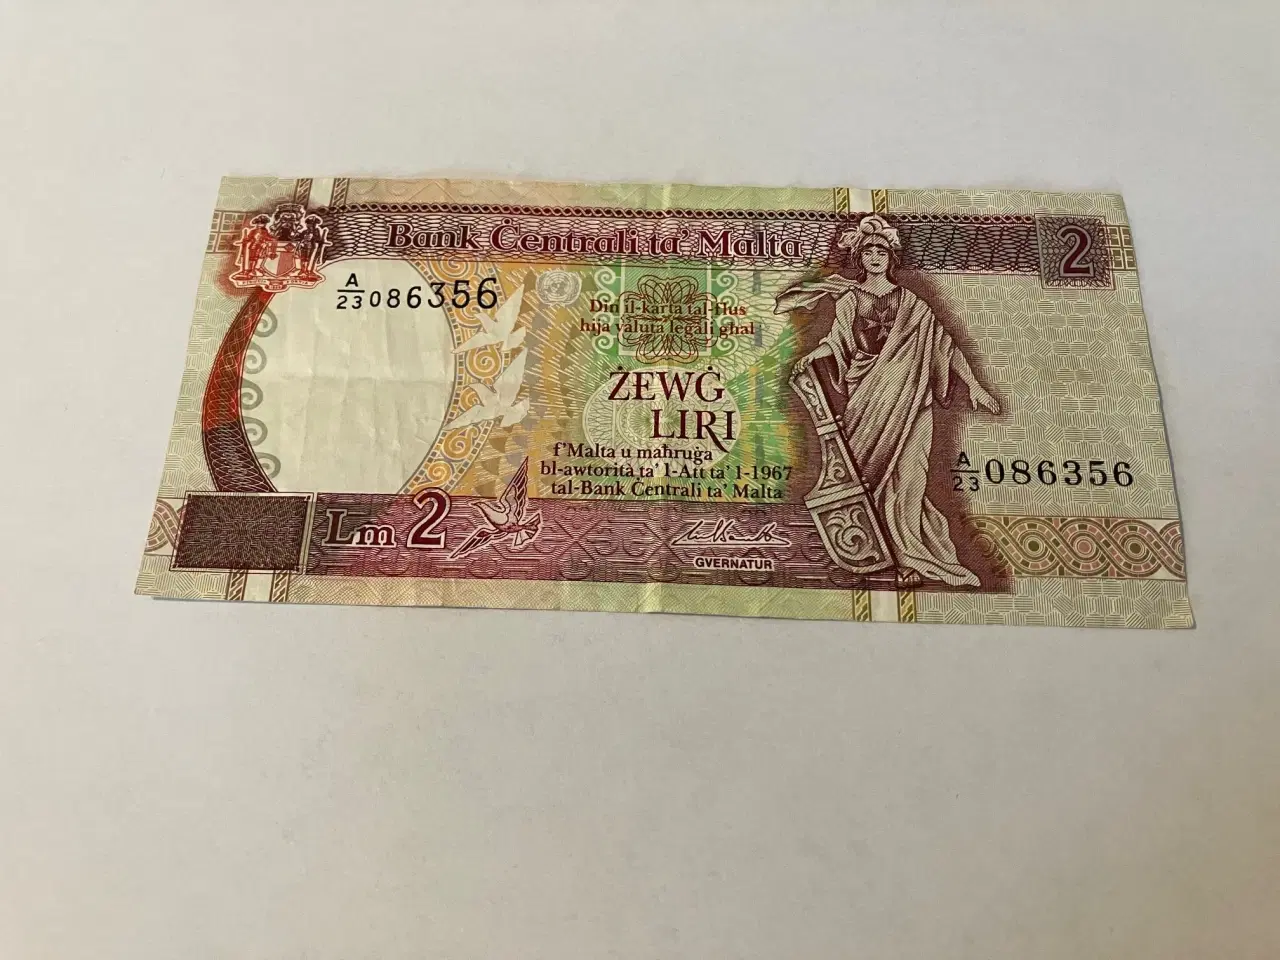 Bank Ċentrali ta' Malta
2
A
23 086356
Din il-karta tal-flus
hija valuta legali għal
ŻEWĠ
LIRI
f'Malta u maħruġa
bl-awtorità ta' l-Att ta' l-1967
tal-Bank Ċentrali ta' Malta
A
23 086356
Lm 2
GVERNATUR